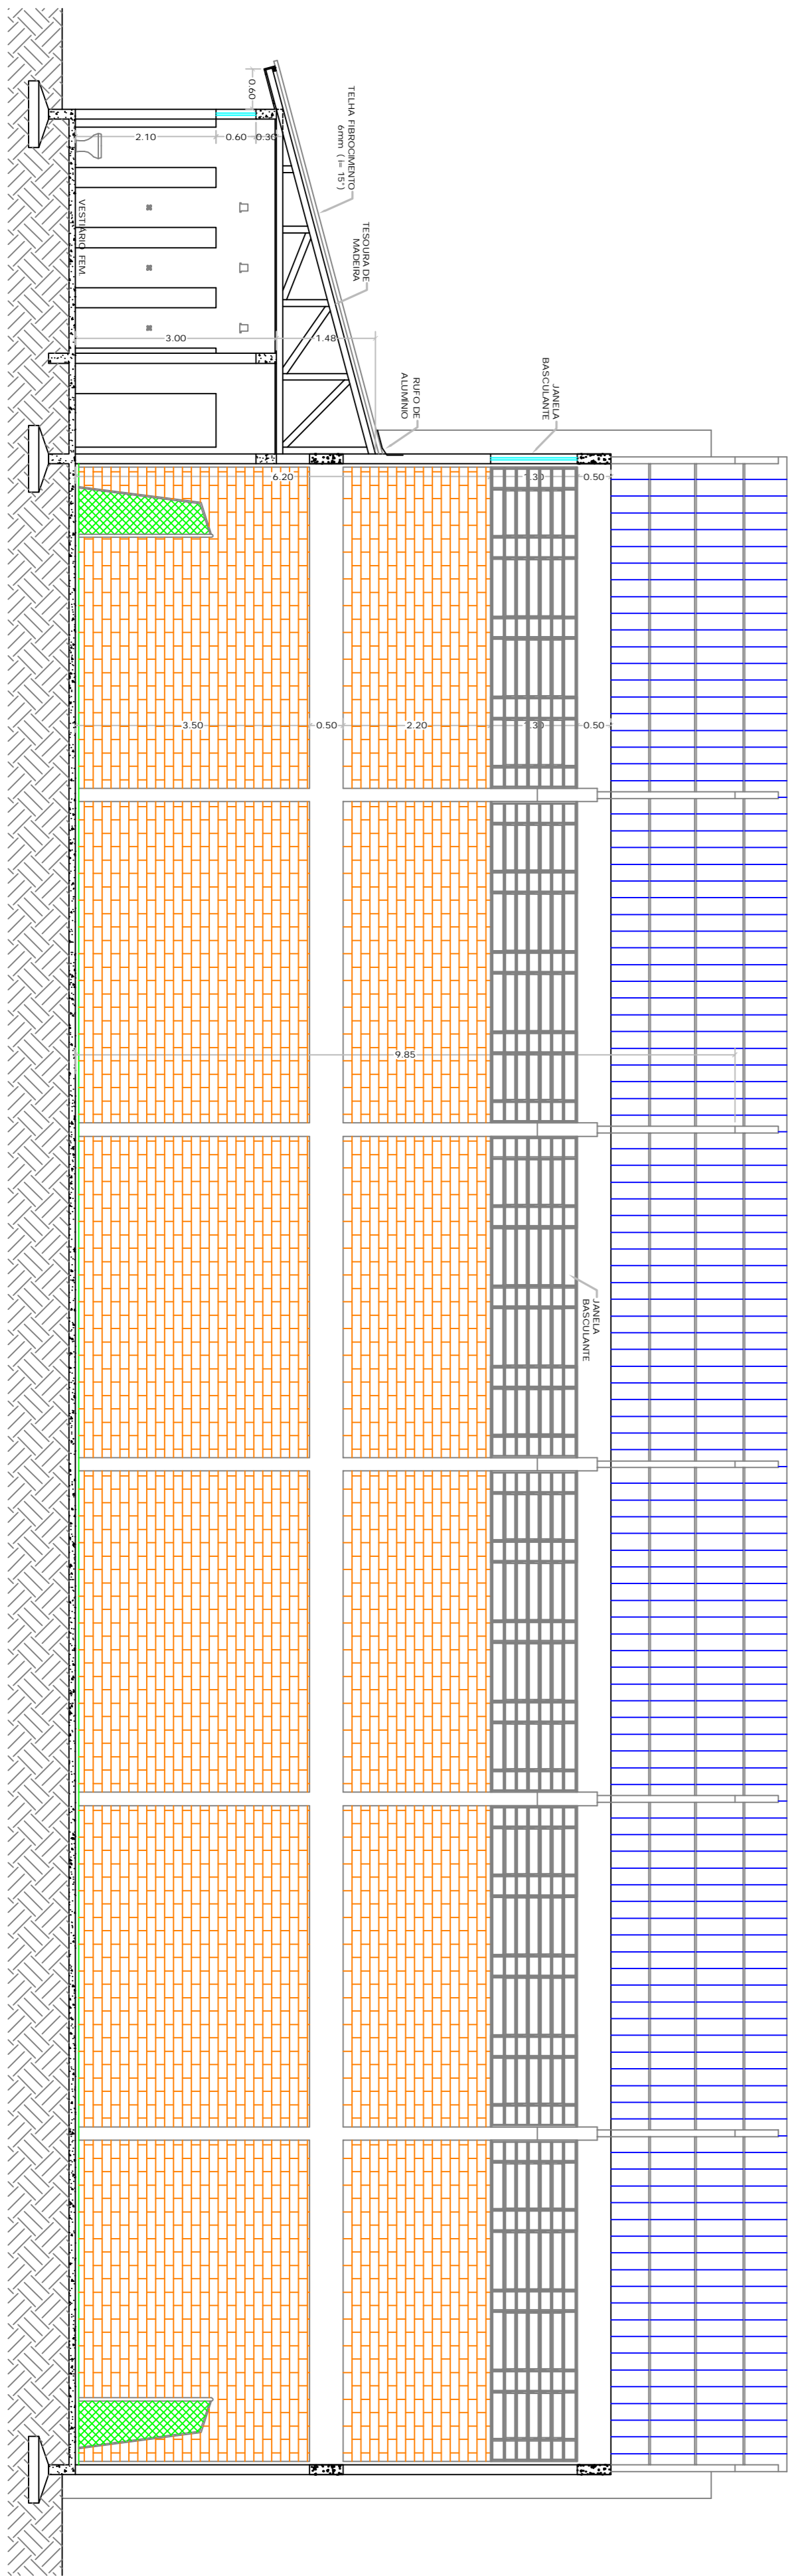 0.60
TELHA FIBROCIMENTO
6mm ( i= 15°)
TESOURA DE
MADEIRA
RUFO DE
ALUMÍNIO
JANELA
BASCULANTE
2.10
0.60
0.30
VESTIÁRIO FEM.
3.00
1.48
6.20
1.30
0.50
3.50
0.50
2.20
1.30
0.50
9.85
JANELA
BASCULANTE